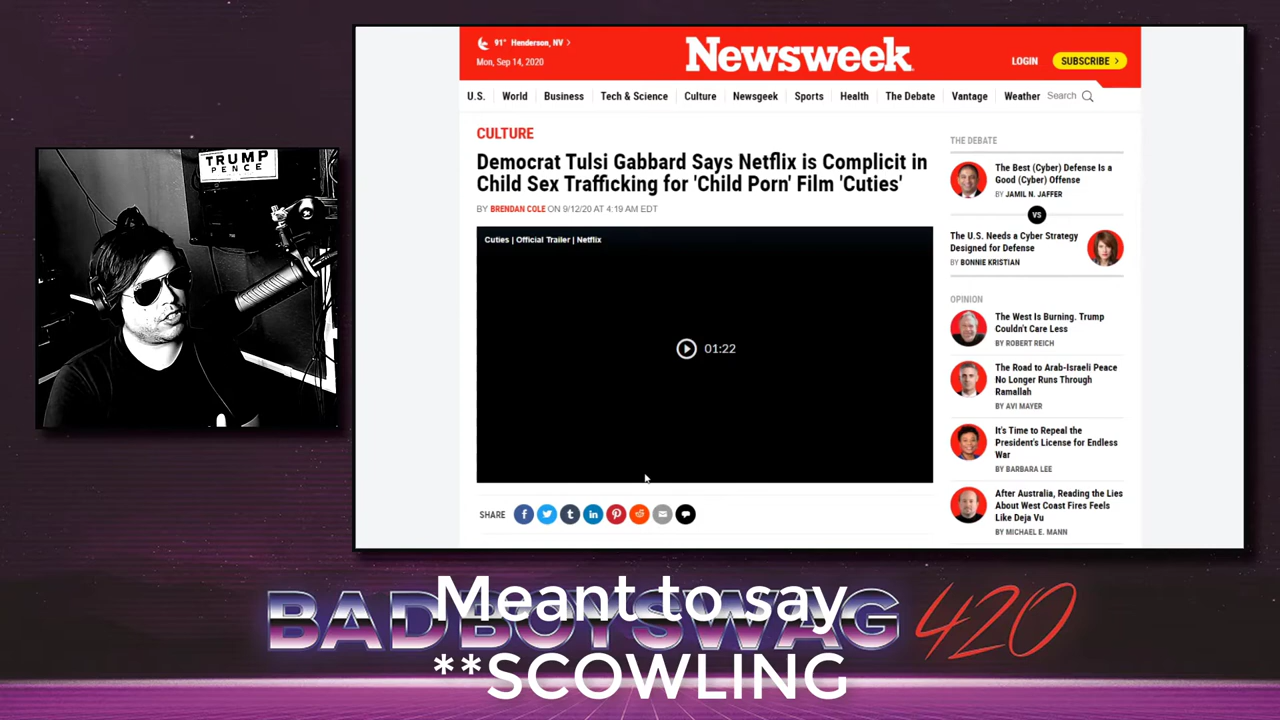 TRUMP
PENCE
91° Henderson, NV
Mon, Sep 14, 2020
Newsweek
LOGIN
SUBSCRIBE
U.S. World Business Tech & Science Culture Newsgeek Sports Health The Debate Vantage Weather Search
CULTURE
Democrat Tulsi Gabbard Says Netflix is Complicit in
Child Sex Trafficking for 'Child Porn' Film 'Cuties'
BY BRENDAN COLE ON 9/12/20 AT 4:19 AM EDT
Cuties | Official Trailer | Netflix
01:22
SHARE
THE DEBATE
The Best (Cyber) Defense Is a
Good (Cyber) Offense
BY JAMIL N. JAFFER
VS
The U.S. Needs a Cyber Strategy
Designed for Defense
BY BONNIE KRISTIAN
OPINION
The West Is Burning. Trump
Couldn't Care Less
BY ROBERT REICH
The Road to Arab-Israeli Peace
No Longer Runs Through
Ramallah
BY AVI MAYER
It's Time to Repeal the
President's License for Endless
War
BY BARBARA LEE
After Australia, Reading the Lies
About West Coast Fires Feels
Like Deja Vu
BY MICHAEL E. MANN
BADBOYSWAG 420
Meant to say
**SCOWLING